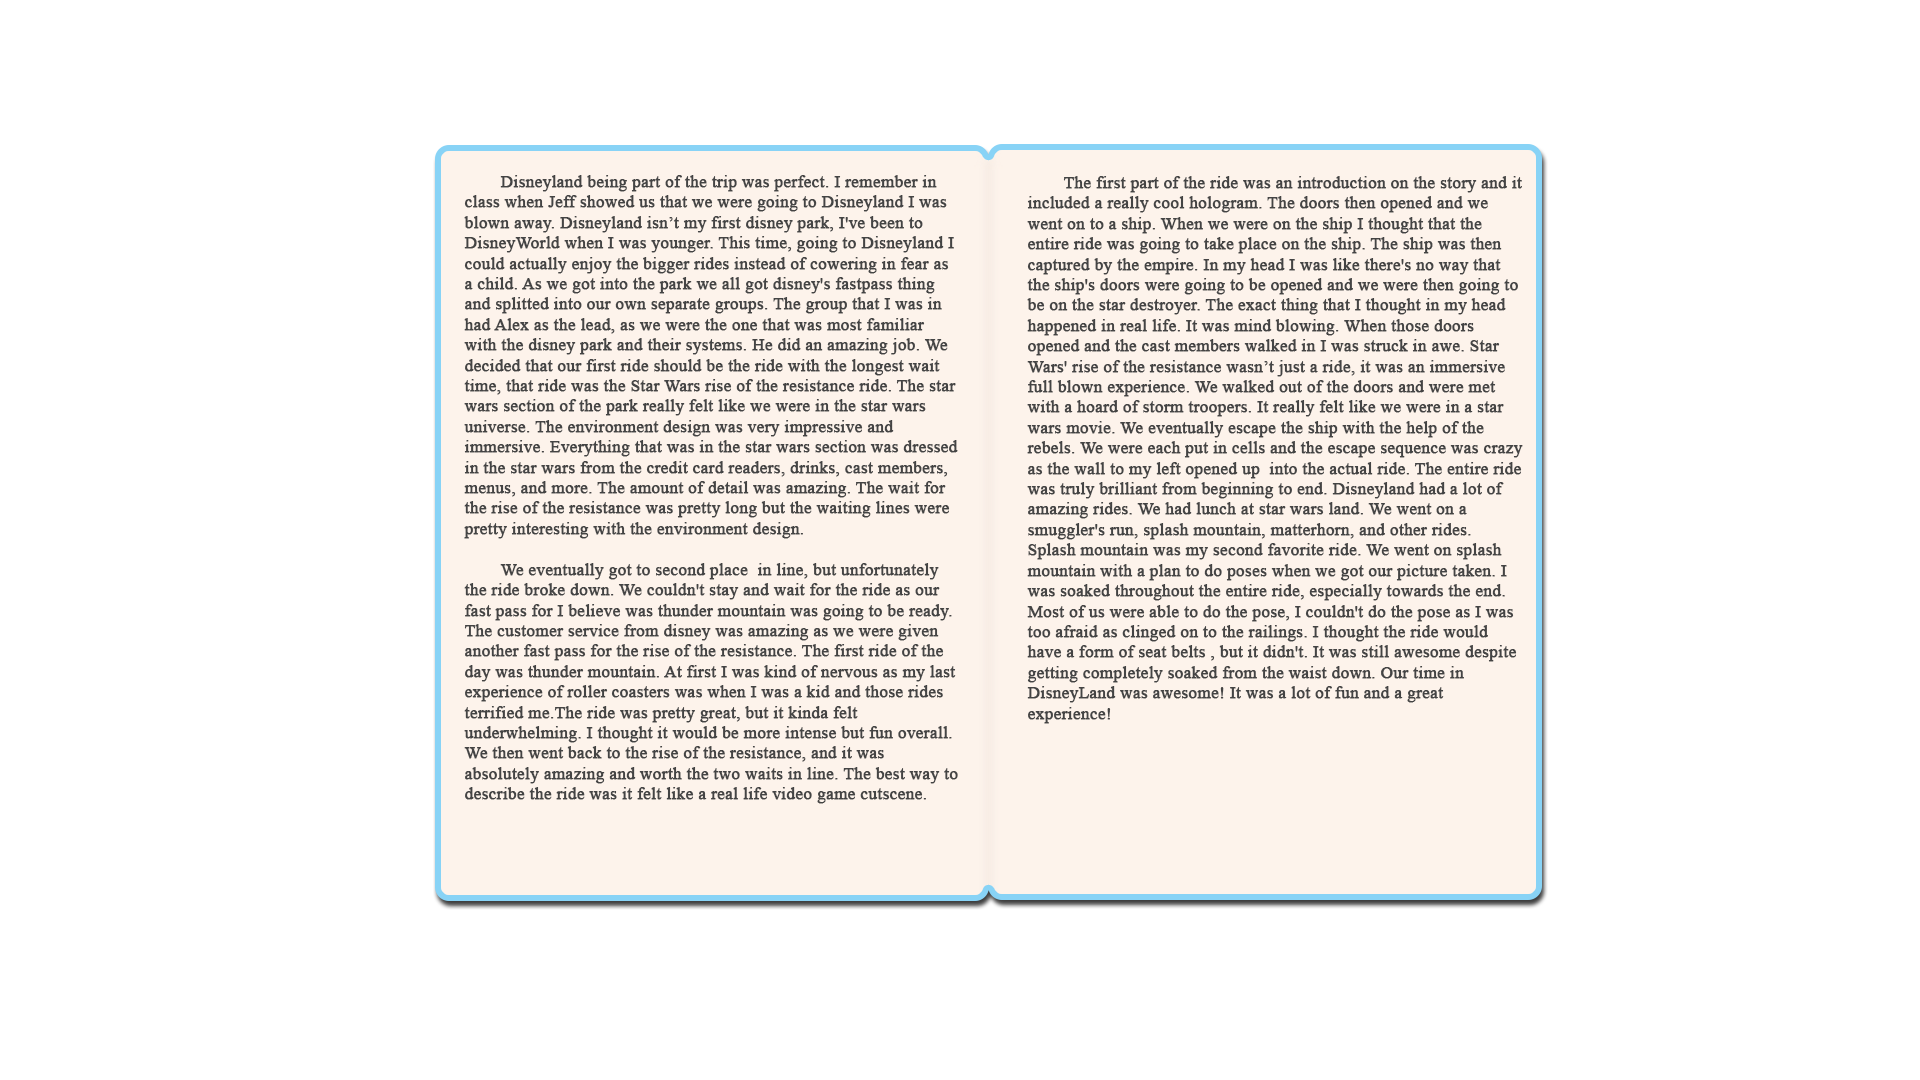 Disneyland being part of the trip was perfect. I remember in
class when Jeff showed us that we were going to Disneyland I was
blown away. Disneyland isn’t my first disney park, I've been to
DisneyWorld when I was younger. This time, going to Disneyland I
could actually enjoy the bigger rides instead of cowering in fear as
a child. As we got into the park we all got disney's fastpass thing
and splitted into our own separate groups. The group that I was in
had Alex as the lead, as we were the one that was most familiar
with the disney park and their systems. He did an amazing job. We
decided that our first ride should be the ride with the longest wait
time, that ride was the Star Wars rise of the resistance ride. The star
wars section of the park really felt like we were in the star wars
universe. The environment design was very impressive and
immersive. Everything that was in the star wars section was dressed
in the star wars from the credit card readers, drinks, cast members,
menus, and more. The amount of detail was amazing. The wait for
the rise of the resistance was pretty long but the waiting lines were
pretty interesting with the environment design.
We eventually got to second place  in line, but unfortunately
the ride broke down. We couldn't stay and wait for the ride as our
fast pass for I believe was thunder mountain was going to be ready.
The customer service from disney was amazing as we were given
another fast pass for the rise of the resistance. The first ride of the
day was thunder mountain. At first I was kind of nervous as my last
experience of roller coasters was when I was a kid and those rides
terrified me.The ride was pretty great, but it kinda felt
underwhelming. I thought it would be more intense but fun overall.
We then went back to the rise of the resistance, and it was
absolutely amazing and worth the two waits in line. The best way to
describe the ride was it felt like a real life video game cutscene.
The first part of the ride was an introduction on the story and it
included a really cool hologram. The doors then opened and we
went on to a ship. When we were on the ship I thought that the
entire ride was going to take place on the ship. The ship was then
captured by the empire. In my head I was like there's no way that
the ship's doors were going to be opened and we were then going to
be on the star destroyer. The exact thing that I thought in my head
happened in real life. It was mind blowing. When those doors
opened and the cast members walked in I was struck in awe. Star
Wars' rise of the resistance wasn’t just a ride, it was an immersive
full blown experience. We walked out of the doors and were met
with a hoard of storm troopers. It really felt like we were in a star
wars movie. We eventually escape the ship with the help of the
rebels. We were each put in cells and the escape sequence was crazy
as the wall to my left opened up  into the actual ride. The entire ride
was truly brilliant from beginning to end. Disneyland had a lot of
amazing rides. We had lunch at star wars land. We went on a
smuggler's run, splash mountain, matterhorn, and other rides.
Splash mountain was my second favorite ride. We went on splash
mountain with a plan to do poses when we got our picture taken. I
was soaked throughout the entire ride, especially towards the end.
Most of us were able to do the pose, I couldn't do the pose as I was
too afraid as clinged on to the railings. I thought the ride would
have a form of seat belts , but it didn't. It was still awesome despite
getting completely soaked from the waist down. Our time in
DisneyLand was awesome! It was a lot of fun and a great
experience!